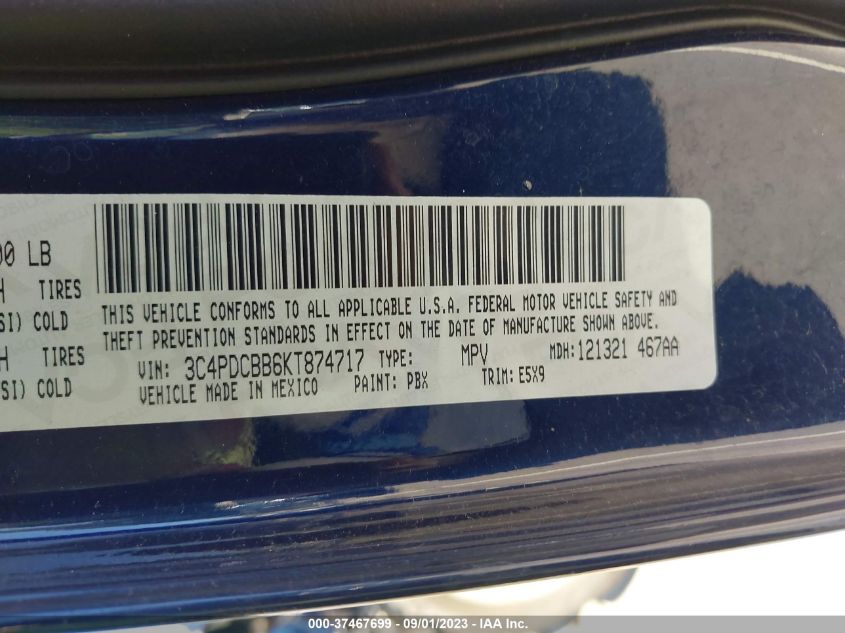 00 LB
TIRES
SI) COLD
TIRES
SI) COLD
THIS VEHICLE CONFORMS TO ALL APPLICABLE U.S.A. FEDERAL MOTOR VEHICLE SAFETY AND
THEFT PREVENTION STANDARDS IN EFFECT ON THE DATE OF MANUFACTURE SHOWN ABOVE.
VIN: 3C4PDCBB6KT874717 TYPE: MPV MDH:121321 467AA
VEHICLE MADE IN MEXICO PAINT: PBX TRIM: E5X9
© COPYRIGHT - 37467699 - 09/01/2023 - IAA Inc.